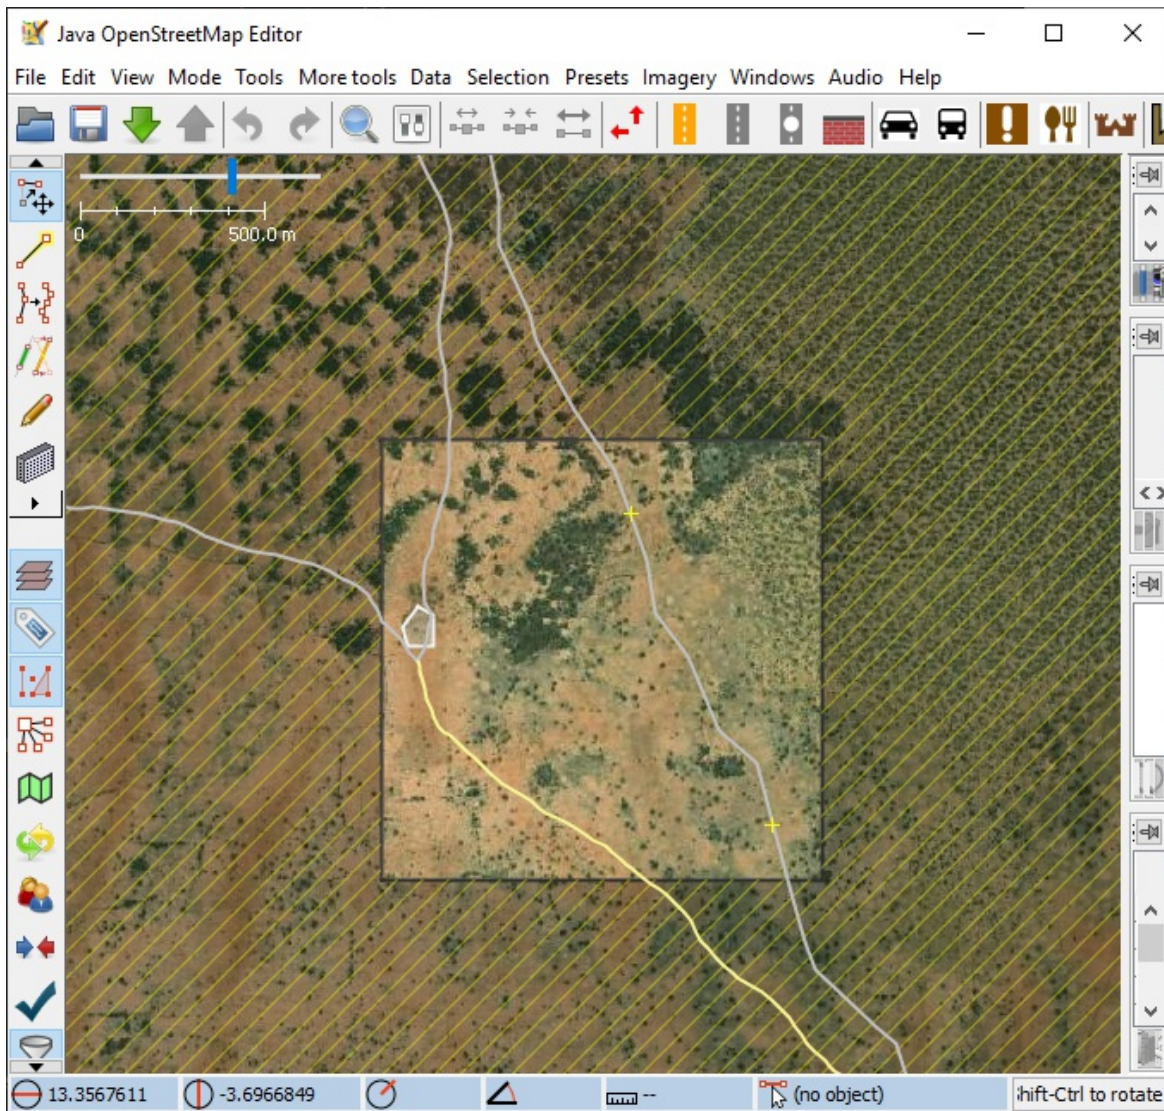 Java OpenStreetMap Editor
File Edit View Mode Tools More tools Data Selection Presets Imagery Windows Audio Help
0 500.0 m
13.3567611 -3.6966849 -- (no object) hift-Ctrl to rotate